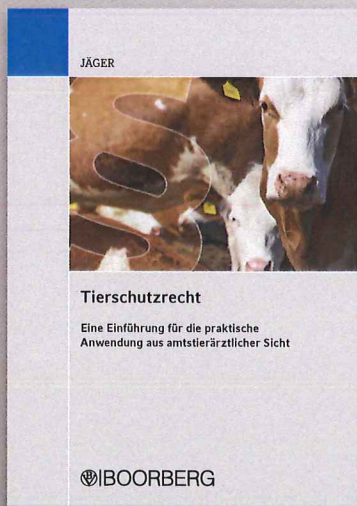 JÄGER
Tierschutzrecht
Eine Einführung für die praktische
Anwendung aus amtstierärztlicher Sicht
BOORBERG